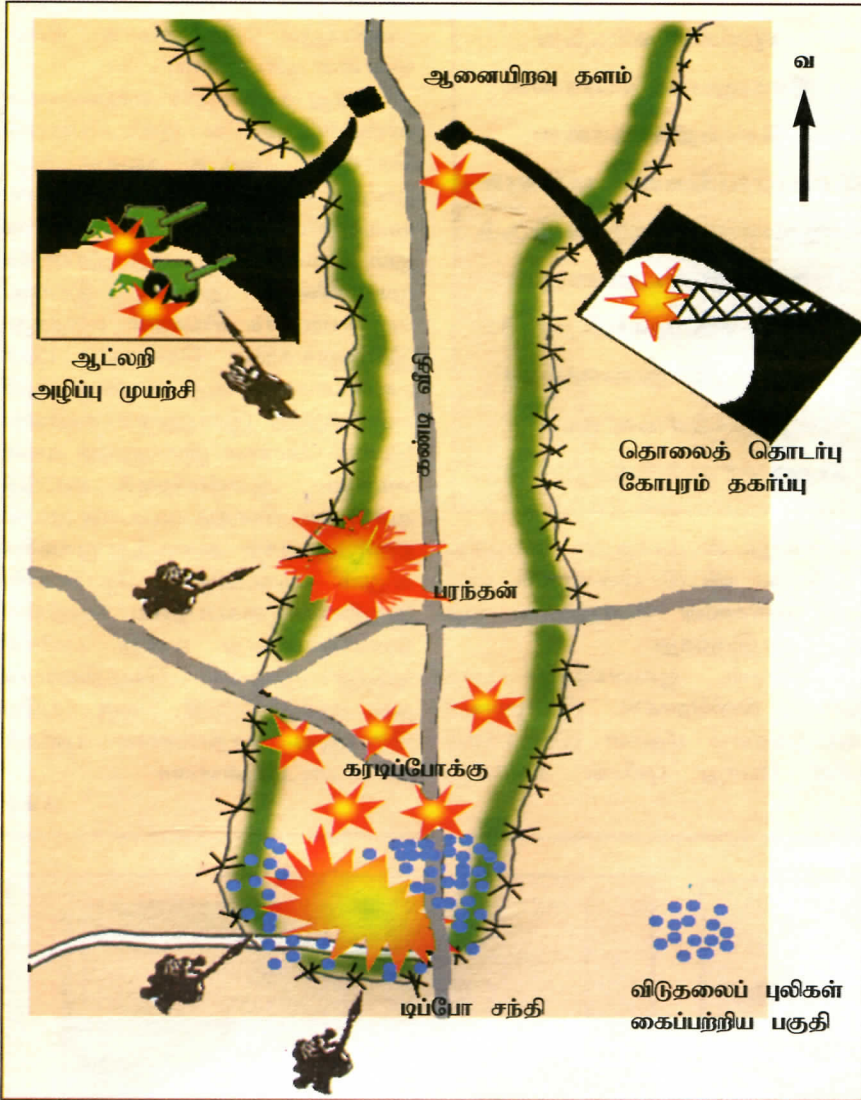 ஆனையிறவு தளம்
வ
ஆட்லறி
அழிப்பு முயற்சி
கண்டி வீதி
தொலைத் தொடர்பு
கோபுரம் தகர்ப்பு
பரந்தன்
கரடிப்போக்கு
டிப்போ சந்தி
விடுதலைப் புலிகள்
கைப்பற்றிய பகுதி